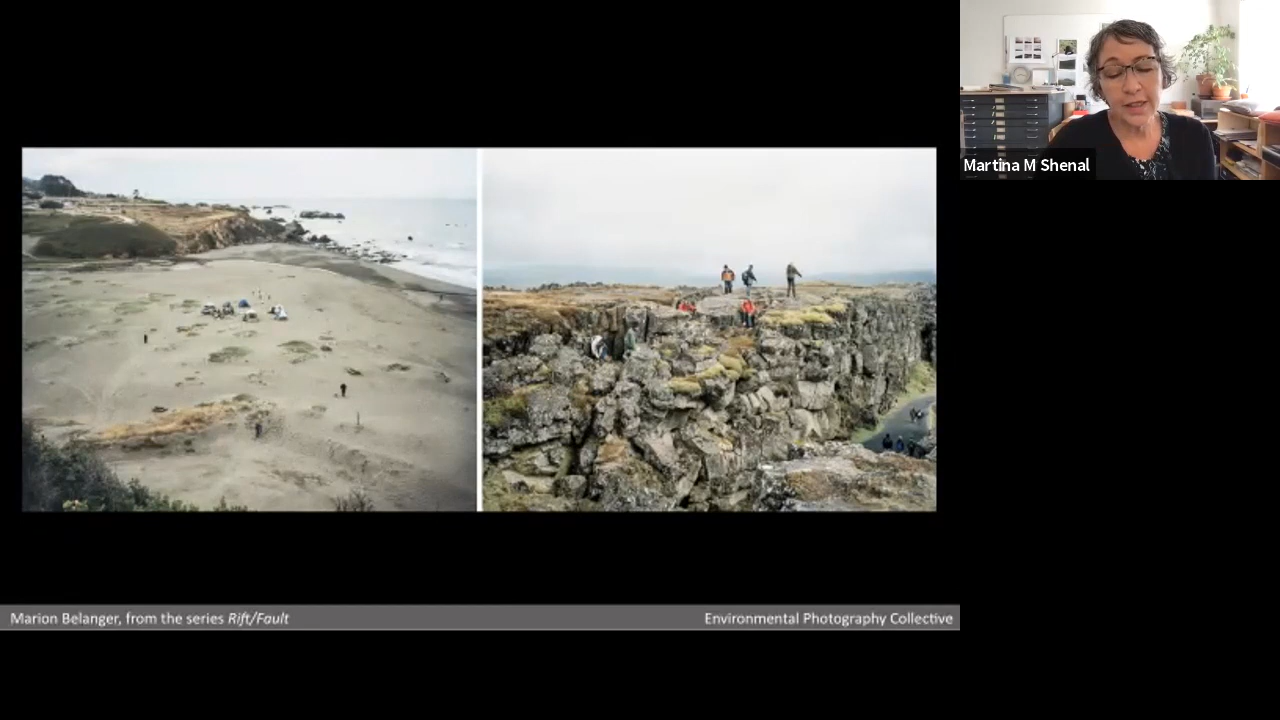 Martina M Shenal
Marion Belanger, from the series Rift/Fault
Environmental Photography Collective